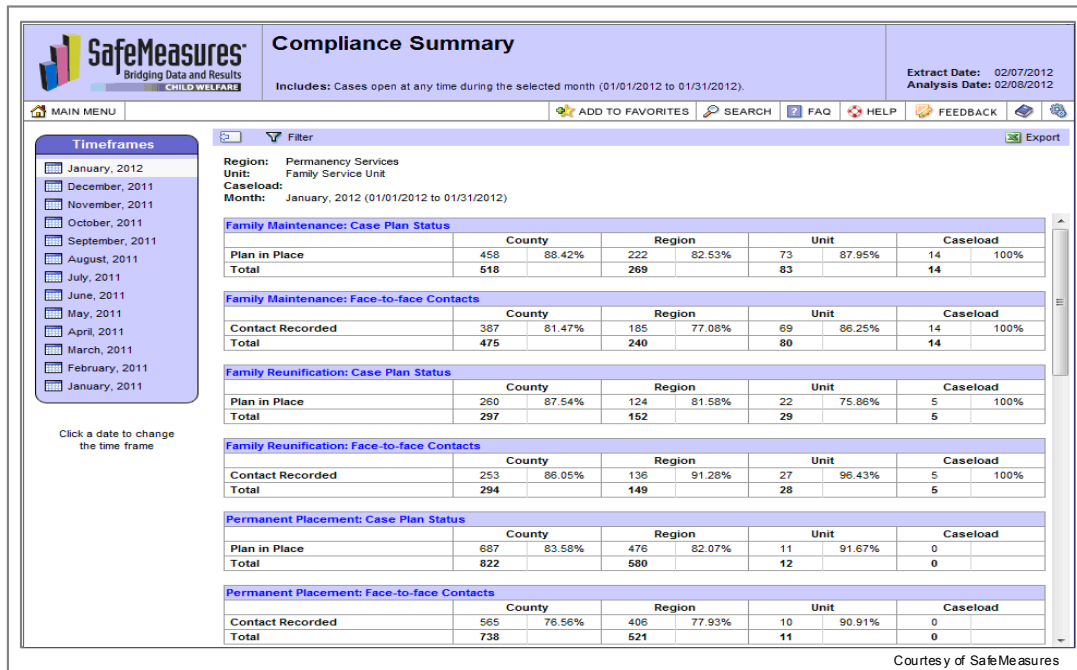 SafeMeasures®
Bridging Data and Results
CHILD WELFARE
Compliance Summary
Includes: Cases open at any time during the selected month (01/01/2012 to 01/31/2012).
Extract Date: 02/07/2012
Analysis Date: 02/08/2012
MAIN MENU ADD TO FAVORITES SEARCH FAQ HELP FEEDBACK
Timeframes
January, 2012
December, 2011
November, 2011
October, 2011
September, 2011
August, 2011
July, 2011
June, 2011
May, 2011
April, 2011
March, 2011
February, 2011
January, 2011
Click a date to change
the time frame
Filter Export
Region: Permanency Services
Unit: Family Service Unit
Caseload:
Month: January, 2012 (01/01/2012 to 01/31/2012)
Family Maintenance: Case Plan Status
County Region Unit Caseload
Plan in Place 458 88.42% 222 82.53% 73 87.95% 14 100%
Total 518 269 83 14
Family Maintenance: Face-to-face Contacts
County Region Unit Caseload
Contact Recorded 387 81.47% 185 77.08% 69 86.25% 14 100%
Total 475 240 80 14
Family Reunification: Case Plan Status
County Region Unit Caseload
Plan in Place 260 87.54% 124 81.58% 22 75.86% 5 100%
Total 297 152 29 5
Family Reunification: Face-to-face Contacts
County Region Unit Caseload
Contact Recorded 253 86.05% 136 91.28% 27 96.43% 5 100%
Total 294 149 28 5
Permanent Placement: Case Plan Status
County Region Unit Caseload
Plan in Place 687 83.58% 476 82.07% 11 91.67% 0
Total 822 580 12 0
Permanent Placement: Face-to-face Contacts
County Region Unit Caseload
Contact Recorded 565 76.56% 406 77.93% 10 90.91% 0
Total 738 521 11 0
Courtesy of SafeMeasures